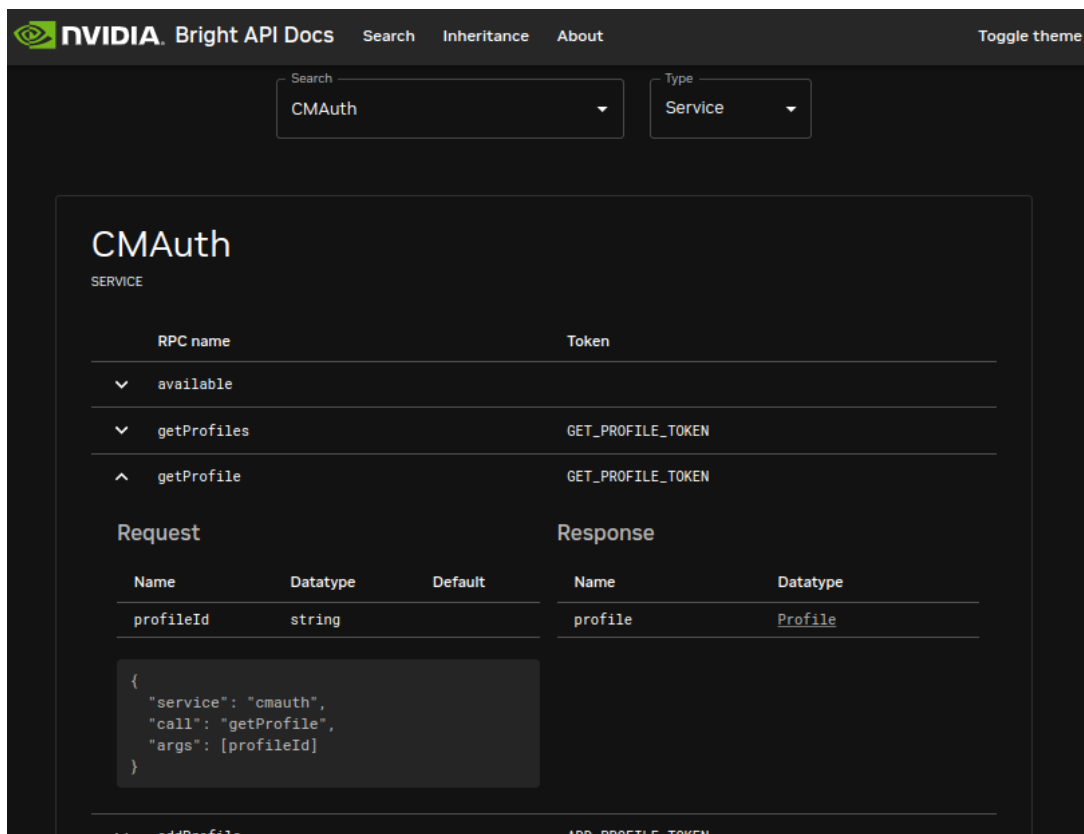 NVIDIA. Bright API Docs Search Inheritance About Toggle theme
Search
CMAuth
Type
Service
CMAuth
SERVICE
RPC name Token
available
getProfiles GET_PROFILE_TOKEN
getProfile GET_PROFILE_TOKEN
Request Response
Name Datatype Default Name Datatype
profileId string profile Profile
{
"service": "cmauth",
"call": "getProfile",
"args": [profileId]
}
addProfile ADD_PROFILE_TOKEN